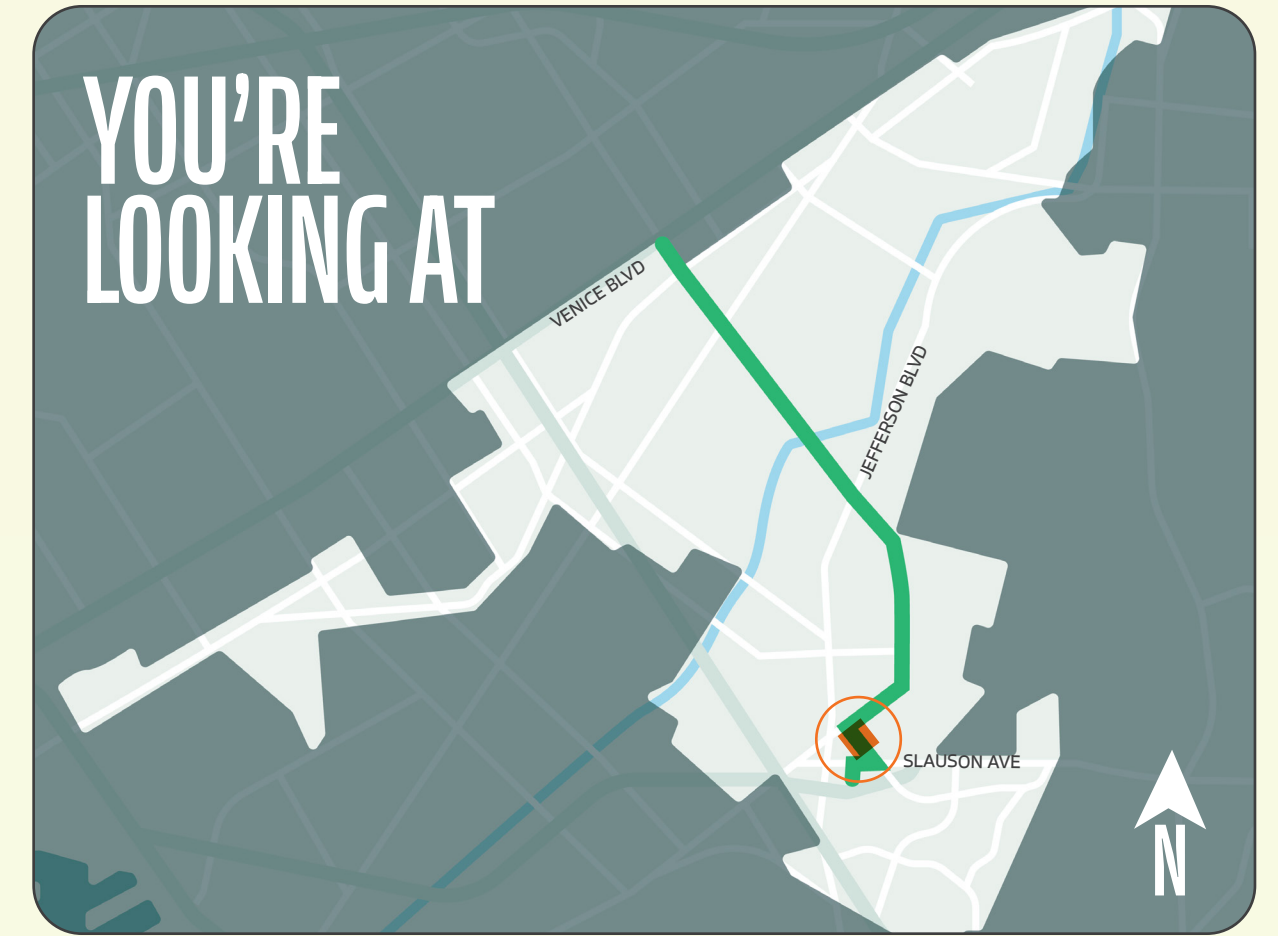 YOU'RE
LOOKING AT
VENICE BLVD
JEFFERSON BLVD
SLAUSON AVE
N